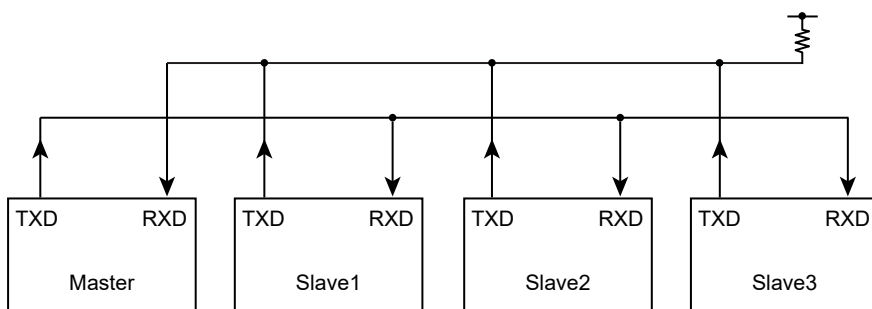 TXD RXD TXD RXD TXD RXD TXD RXD
Master Slave1 Slave2 Slave3